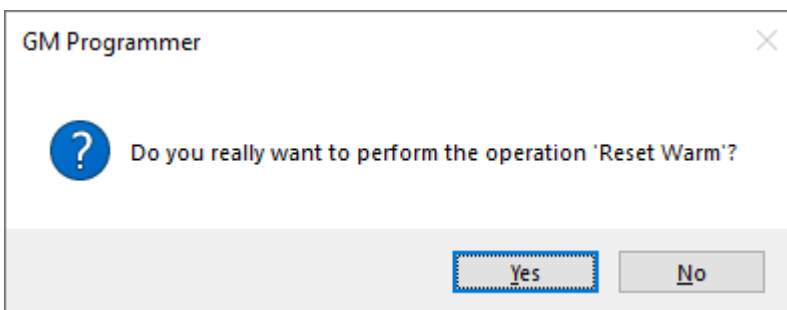 GM Programmer
?
Do you really want to perform the operation 'Reset Warm'?
Yes
No